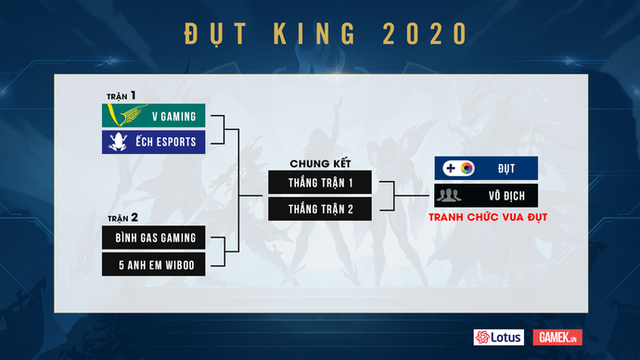 ĐỤT KING 2020
TRẬN 1
V GAMING
ẾCH ESPORTS
CHUNG KẾT
THẮNG TRẬN 1
THẮNG TRẬN 2
ĐỤT
VÔ ĐỊCH
TRANH CHỨC VUA ĐỤT
TRẬN 2
BÌNH GAS GAMING
5 ANH EM WIBOO
Lotus
GAMEK.VN